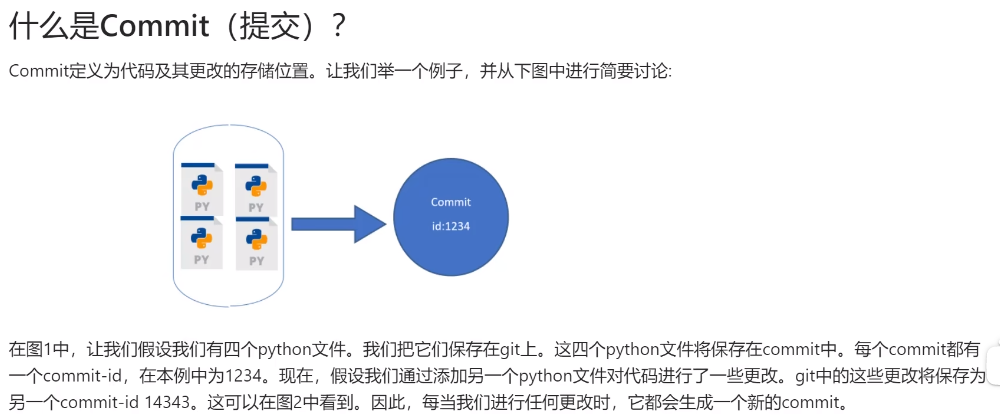 什么是Commit（提交）？
Commit定义为代码及其更改的存储位置。让我们举一个例子，并从下图中进行简要讨论:
PY PY
PY PY
Commit
id:1234
在图1中，让我们假设我们有四个python文件。我们把它们保存在git上。这四个python文件将保存在commit中。每个commit都有
一个commit-id，在本例中为1234。现在，假设我们通过添加另一个python文件对代码进行了一些更改。git中的这些更改将保存为
另一个commit-id 14343。这可以在图2中看到。因此，每当我们进行任何更改时，它都会生成一个新的commit。